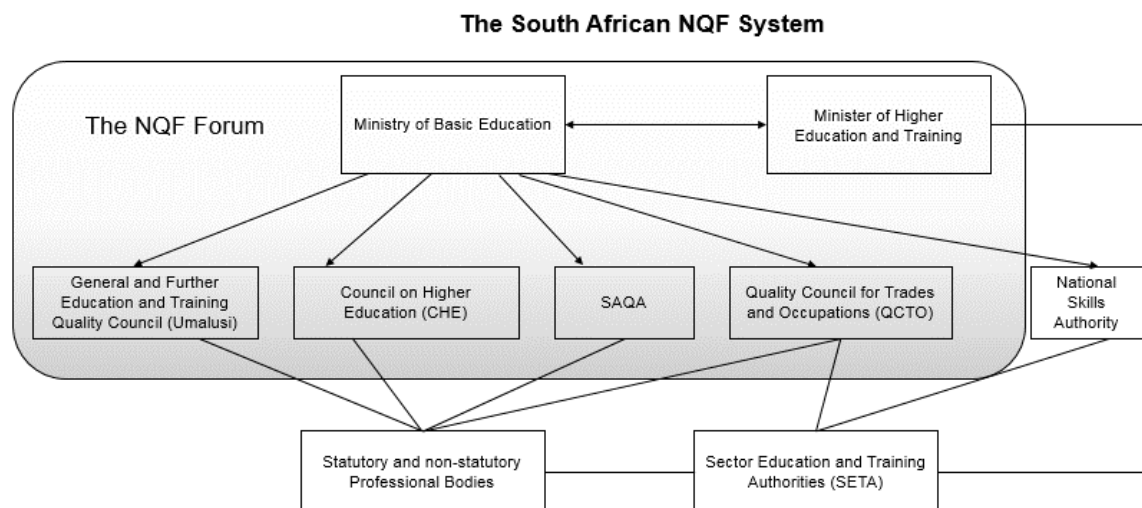 The South African NQF System
The NQF Forum
Ministry of Basic Education
Minister of Higher
Education and Training
General and Further
Education and Training
Quality Council (Umalusi)
Council on Higher
Education (CHE)
SAQA
Quality Council for Trades
and Occupations (QCTO)
National
Skills
Authority
Statutory and non-statutory
Professional Bodies
Sector Education and Training
Authorities (SETA)